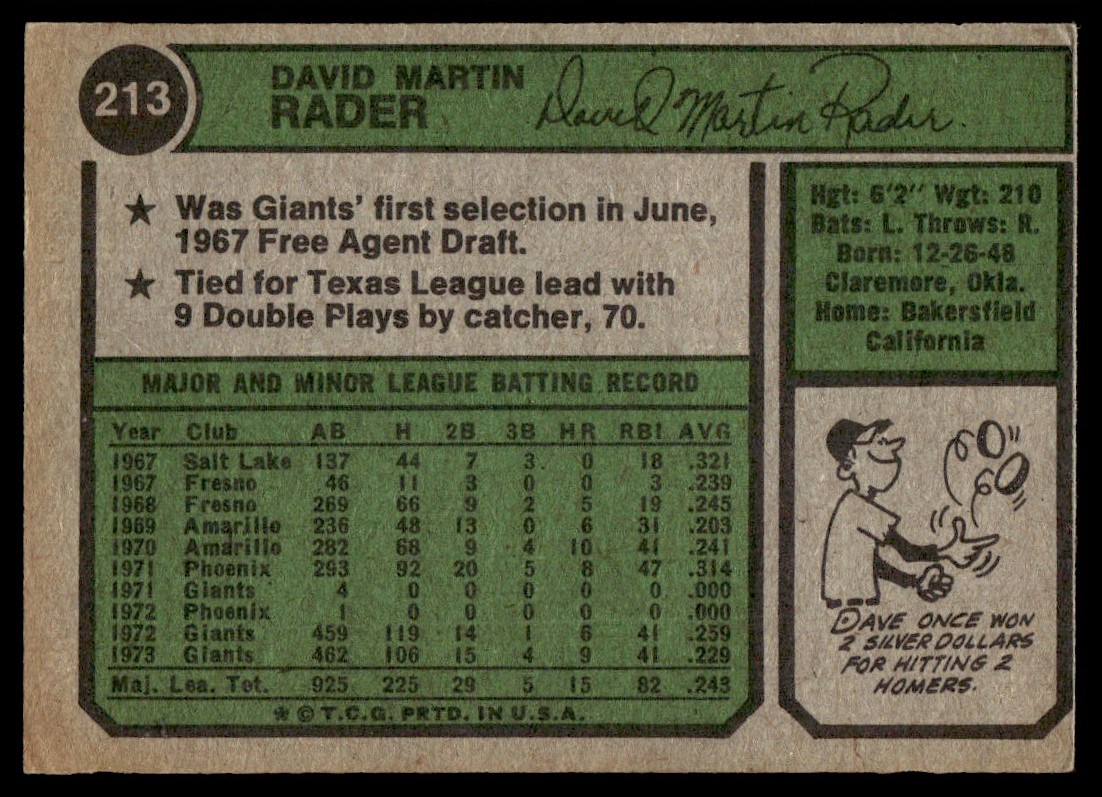 213
DAVID MARTIN
RADER
David Martin Rader.
★ Was Giants' first selection in June,
1967 Free Agent Draft.
★ Tied for Texas League lead with
9 Double Plays by catcher, 70.
Hgt: 6'2" Wgt: 210
Bats: L. Throws: R.
Born: 12-26-48
Claremore, Okla.
Home: Bakersfield
California
MAJOR AND MINOR LEAGUE BATTING RECORD
Year Club AB H 2B 3B HR RBI AVG
1967 Salt Lake 137 44 7 3 0 18 .321
1967 Fresno 46 11 3 0 0 3 .239
1968 Fresno 269 66 9 2 5 19 .245
1969 Amarillo 236 48 13 0 6 31 .203
1970 Amarillo 282 68 9 4 10 41 .241
1971 Phoenix 293 92 20 5 8 47 .314
1971 Giants 4 0 0 0 0 0 .000
1972 Phoenix 1 0 0 0 0 0 .000
1972 Giants 459 119 14 1 6 41 .259
1973 Giants 462 106 15 4 9 41 .229
Maj. Lea. Tot. 925 225 29 5 15 82 .243
* © T.C.G. PRTD. IN U.S.A.
DAVE ONCE WON
2 SILVER DOLLARS
FOR HITTING 2
HOMERS.